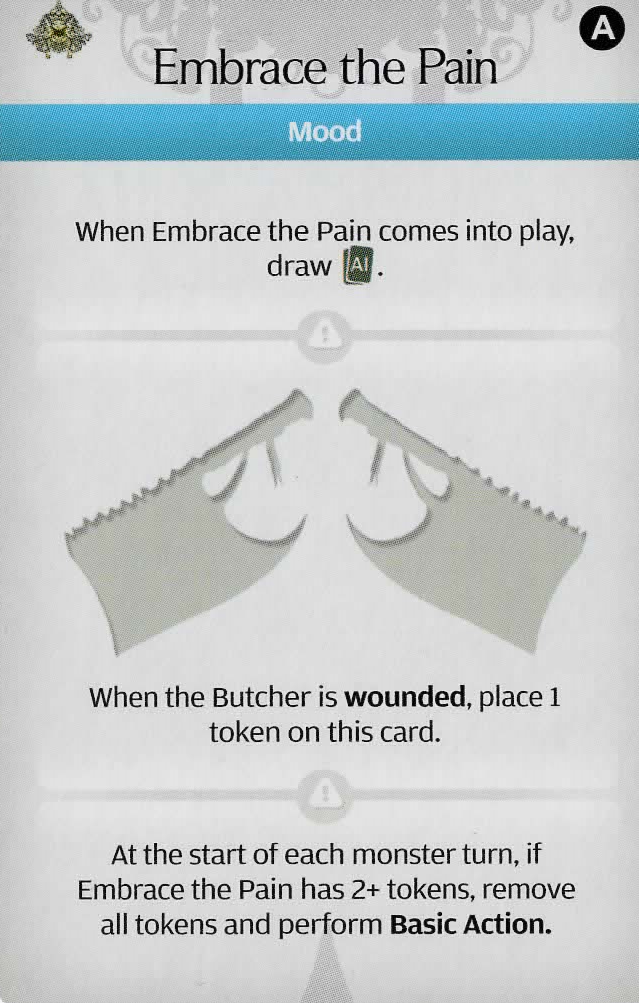 A
Embrace the Pain
Mood
When Embrace the Pain comes into play,
draw AI .
When the Butcher is wounded, place 1
token on this card.
At the start of each monster turn, if
Embrace the Pain has 2+ tokens, remove
all tokens and perform Basic Action.